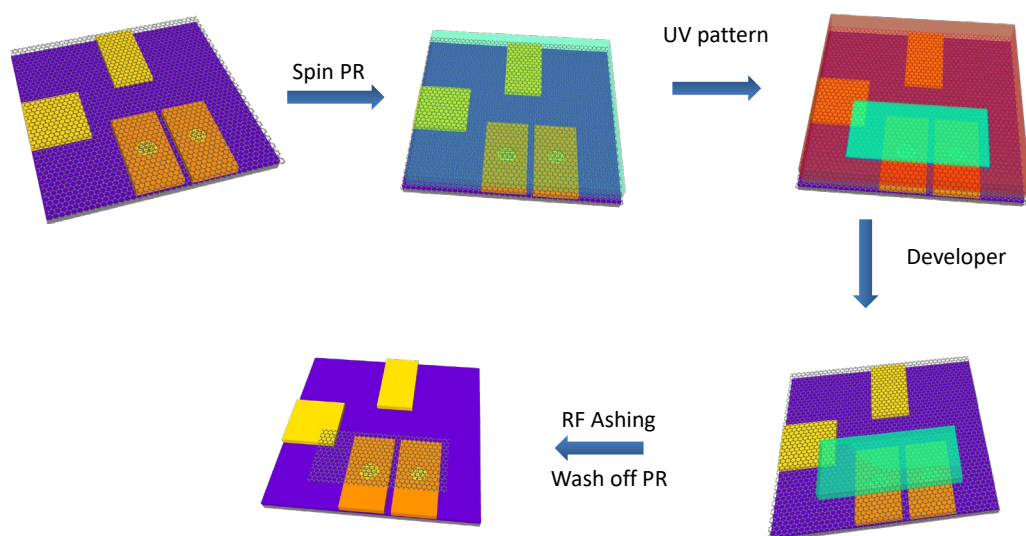 Spin PR
UV pattern
Developer
RF Ashing
Wash off PR